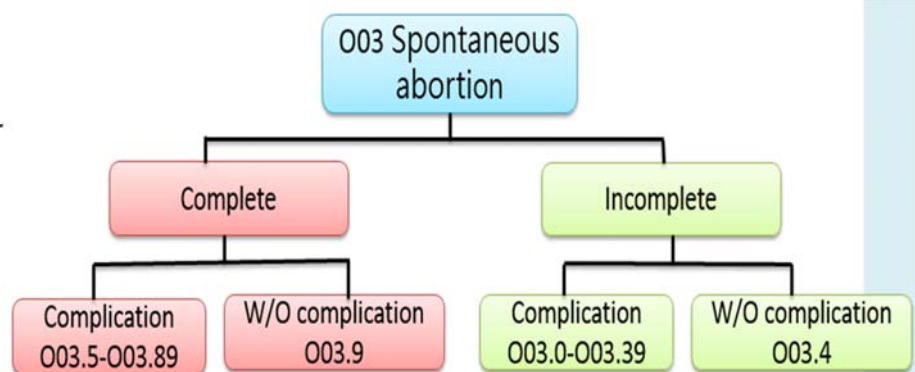 O03 Spontaneous
abortion
Complete
Incomplete
Complication
O03.5-O03.89
W/O complication
O03.9
Complication
O03.0-O03.39
W/O complication
O03.4